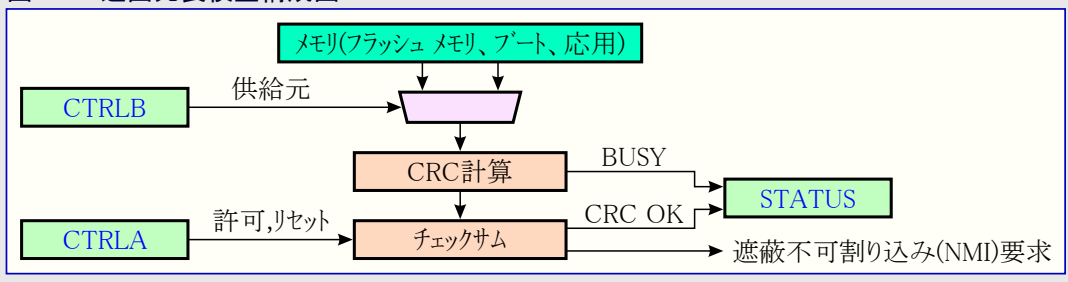 メモリ(フラッシュ メモリ、ブート、応用)
CTRLB
供給元
CRC計算
BUSY
STATUS
CTRLA
許可,リセット
チェックサム
CRC OK
遮蔽不可割り込み(NMI)要求